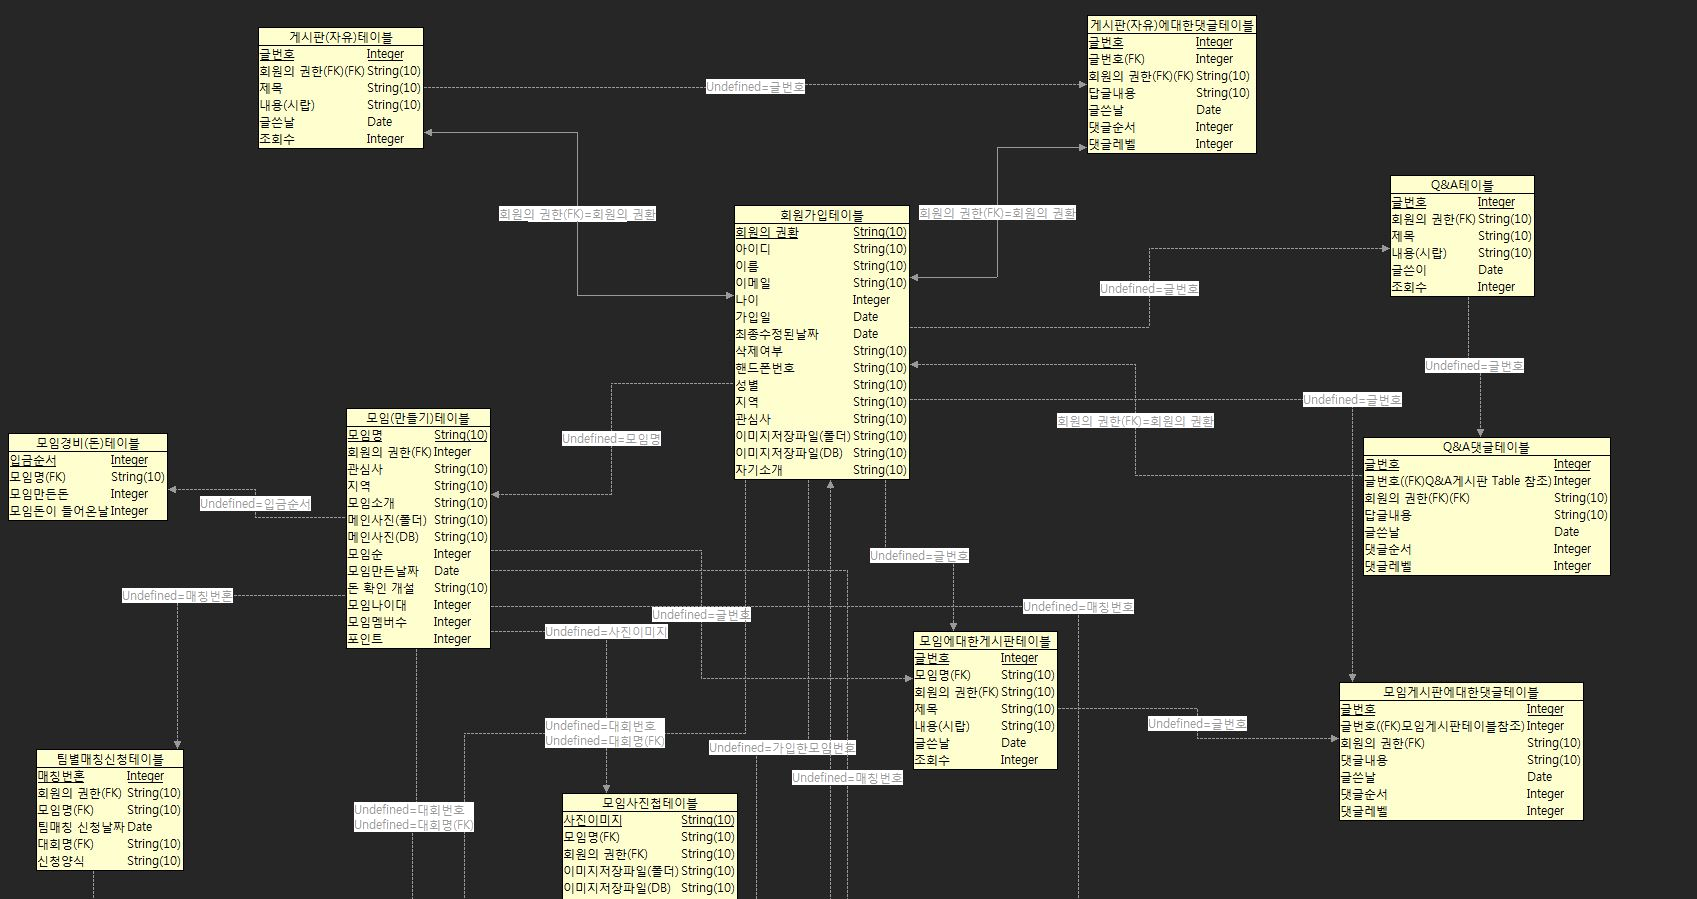 게시판(자유)테이블
글번호 Integer
회원의 권한(FK)(FK) String(10)
제목 String(10)
내용(시랍) String(10)
글쓴날 Date
조회수 Integer
게시판(자유)에대한댓글테이블
글번호 Integer
글번호(FK) Integer
회원의 권한(FK)(FK) String(10)
답글내용 String(10)
글쓴날 Date
댓글순서 Integer
댓글레벨 Integer
Undefined=글번호
Q&A테이블
글번호 Integer
회원의 권한(FK) String(10)
제목 String(10)
내용(시랍) String(10)
글쓴이 Date
조회수 Integer
회원의 권한(FK)=회원의 권환
회원의 권한(FK)=회원의 권환
회원가입테이블
회원의 권환 String(10)
아이디 String(10)
이름 String(10)
이메일 String(10)
나이 Integer
가입일 Date
최종수정된날짜 Date
삭제여부 String(10)
핸드폰번호 String(10)
성별 String(10)
지역 String(10)
관심사 String(10)
이미지저장파일(폴더) String(10)
이미지저장파일(DB) String(10)
자기소개 String(10)
Undefined=글번호
Undefined=글번호
Undefined=글번호
회원의 권한(FK)=회원의 권환
Undefined=모임명
모임(만들기)테이블
모임명 String(10)
회원의 권한(FK) Integer
관심사 String(10)
지역 String(10)
모임소개 String(10)
메인사진(폴더) String(10)
메인사진(DB) String(10)
모임순 Integer
모임만든날짜 Date
돈 확인 개설 String(10)
모임나이대 Integer
모임멤버수 Integer
포인트 Integer
모임경비(돈)테이블
입금순서 Integer
모임명(FK) String(10)
모임만든돈 Integer
모임돈이 들어온날 Integer
Undefined=입금순서
Q&A댓글테이블
글번호 Integer
글번호((FK)Q&A게시판 Table 참조) Integer
회원의 권한(FK)(FK) String(10)
답글내용 String(10)
글쓴날 Date
댓글순서 Integer
댓글레벨 Integer
Undefined=글번호
Undefined=매칭번혼
Undefined=글번호
Undefined=매칭번호
Undefined=사진이미지
모임에대한게시판테이블
글번호 Integer
모임명(FK) String(10)
회원의 권한(FK) String(10)
제목 String(10)
내용(시랍) String(10)
글쓴날 Date
조회수 Integer
모임게시판에대한댓글테이블
글번호 Integer
글번호((FK)모임게시판테이블참조) Integer
회원의 권한(FK) String(10)
댓글내용 String(10)
글쓴날 Date
댓글순서 Integer
댓글레벨 Integer
Undefined=글번호
Undefined=대회번호
Undefined=대회명(FK)
Undefined=가입한모임번호
Undefined=매칭번호
팀별매칭신청테이블
매칭번혼 Integer
회원의 권한(FK) String(10)
모임명(FK) String(10)
팀매칭 신청날짜 Date
대회명(FK) String(10)
신청양식 String(10)
Undefined=대회번호
Undefined=대회명(FK)
모임사진첩테이블
사진이미지 String(10)
모임명(FK) String(10)
회원의 권한(FK) String(10)
이미지저장파일(폴더) String(10)
이미지저장파일(DB) String(10)